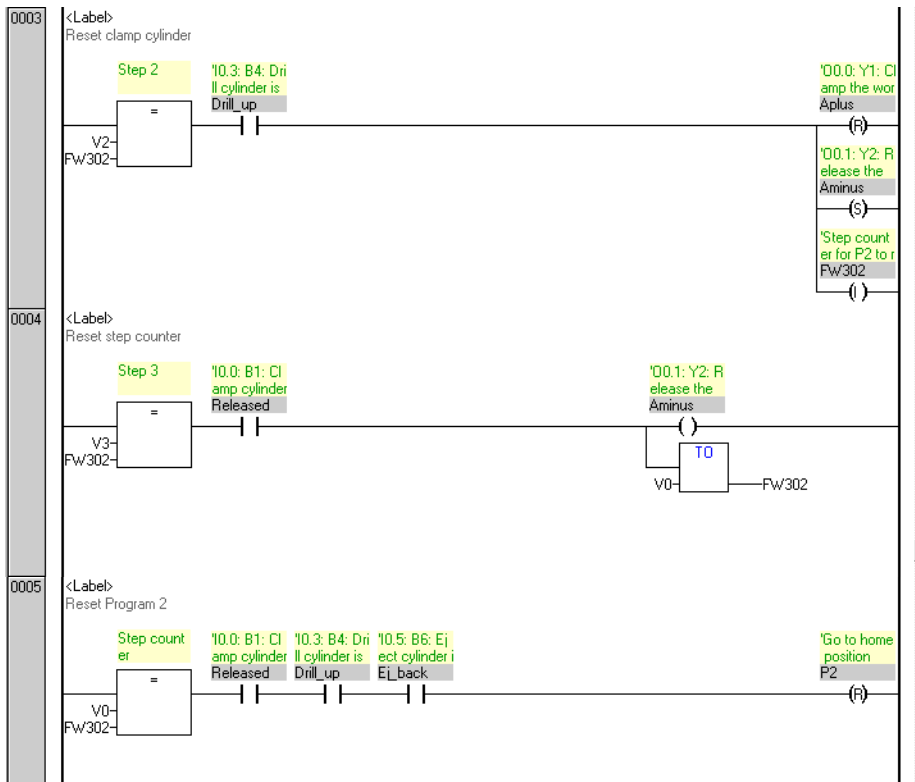 0003
<Label>
Reset clamp cylinder
Step 2
'I0.3: B4: Dri
ll cylinder is
Drill_up
=
V2
FW302
'O0.0: Y1: Cl
amp the wor
Aplus
(R)
'O0.1: Y2: R
elease the
Aminus
(S)
'Step count
er for P2 to r
FW302
(I)
0004
<Label>
Reset step counter
Step 3
'I0.0: B1: Cl
amp cylinder
Released
=
V3
FW302
'O0.1: Y2: R
elease the
Aminus
( )
TO
V0
FW302
0005
<Label>
Reset Program 2
Step count
er
'I0.0: B1: Cl
amp cylinder
Released
'I0.3: B4: Dri
ll cylinder is
Drill_up
'I0.5: B6: Ej
ect cylinder i
Ej_back
=
V0
FW302
'Go to home
position
P2
(R)